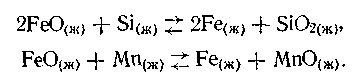 2FeO(ж) + Si(ж) ⇄ 2Fe(ж) + SiO₂(ж),
FeO(ж) + Mn(ж) ⇄ Fe(ж) + MnO(ж).